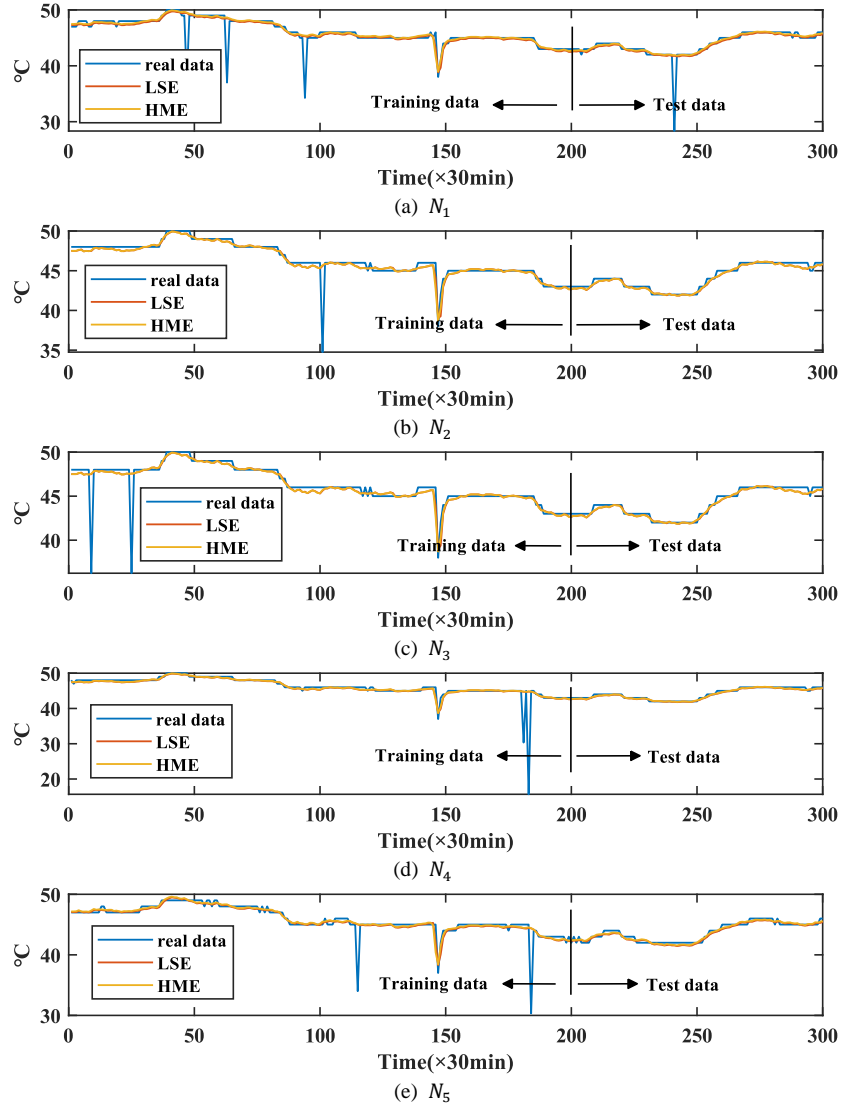 50
40
30
°C
real data
LSE
HME
Training data
Test data
0 50 100 150 200 250 300
Time(×30min)
(a) N₁
50
45
40
35
°C
real data
LSE
HME
Training data
Test data
0 50 100 150 200 250 300
Time(×30min)
(b) N₂
50
45
40
°C
real data
LSE
HME
Training data
Test data
0 50 100 150 200 250 300
Time(×30min)
(c) N₃
50
40
30
20
°C
real data
LSE
HME
Training data
Test data
0 50 100 150 200 250 300
Time(×30min)
(d) N₄
50
40
30
°C
real data
LSE
HME
Training data
Test data
0 50 100 150 200 250 300
Time(×30min)
(e) N₅